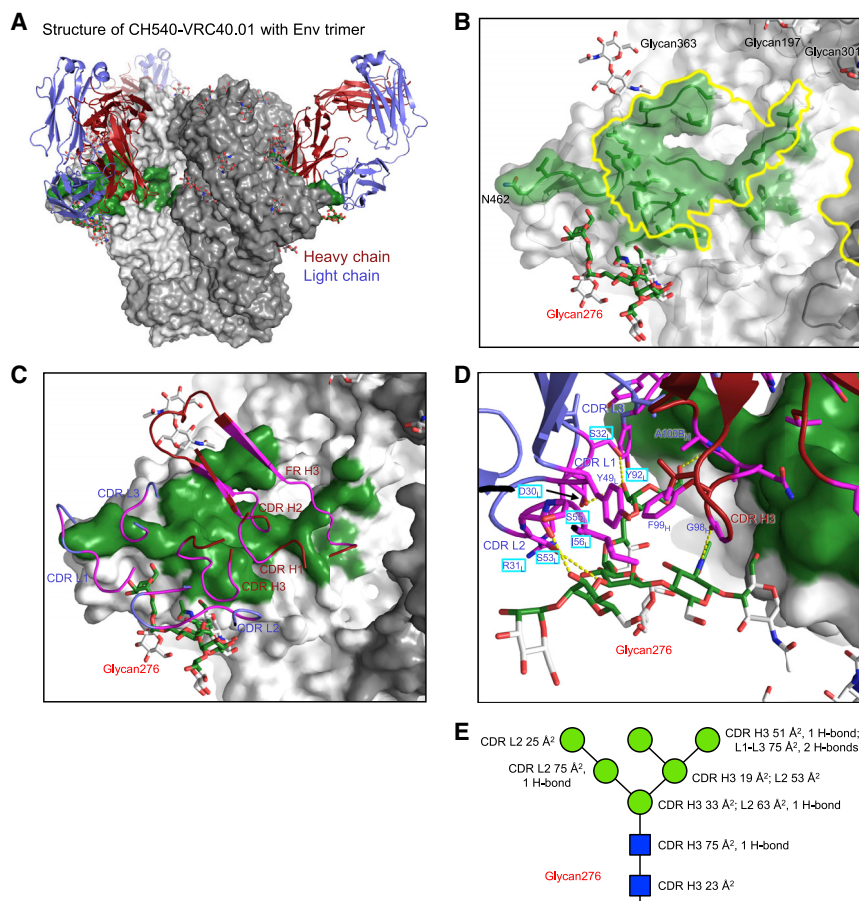 A
Structure of CH540-VRC40.01 with Env trimer
Heavy chain
Light chain
B
Glycan363
Glycan197
Glycan301
N462
Glycan276
C
CDR L3
FR H3
CDR H2
CDR L1
CDR H1
CDR H3
CDR L2
Glycan276
D
CDR L3
S32L
A100BH
CDR L1
Y92L
Y49L
D30L
S55L
F99H
G98H
CDR H3
I56L
CDR L2
S53L
R31L
Glycan276
E
CDR L2 25 Å²
CDR H3 51 Å², 1 H-bond;
L1-L3 75 Å², 2 H-bonds
CDR L2 75 Å²,
1 H-bond
CDR H3 19 Å²; L2 53 Å²
CDR H3 33 Å²; L2 63 Å², 1 H-bond
CDR H3 75 Å², 1 H-bond
Glycan276
CDR H3 23 Å²